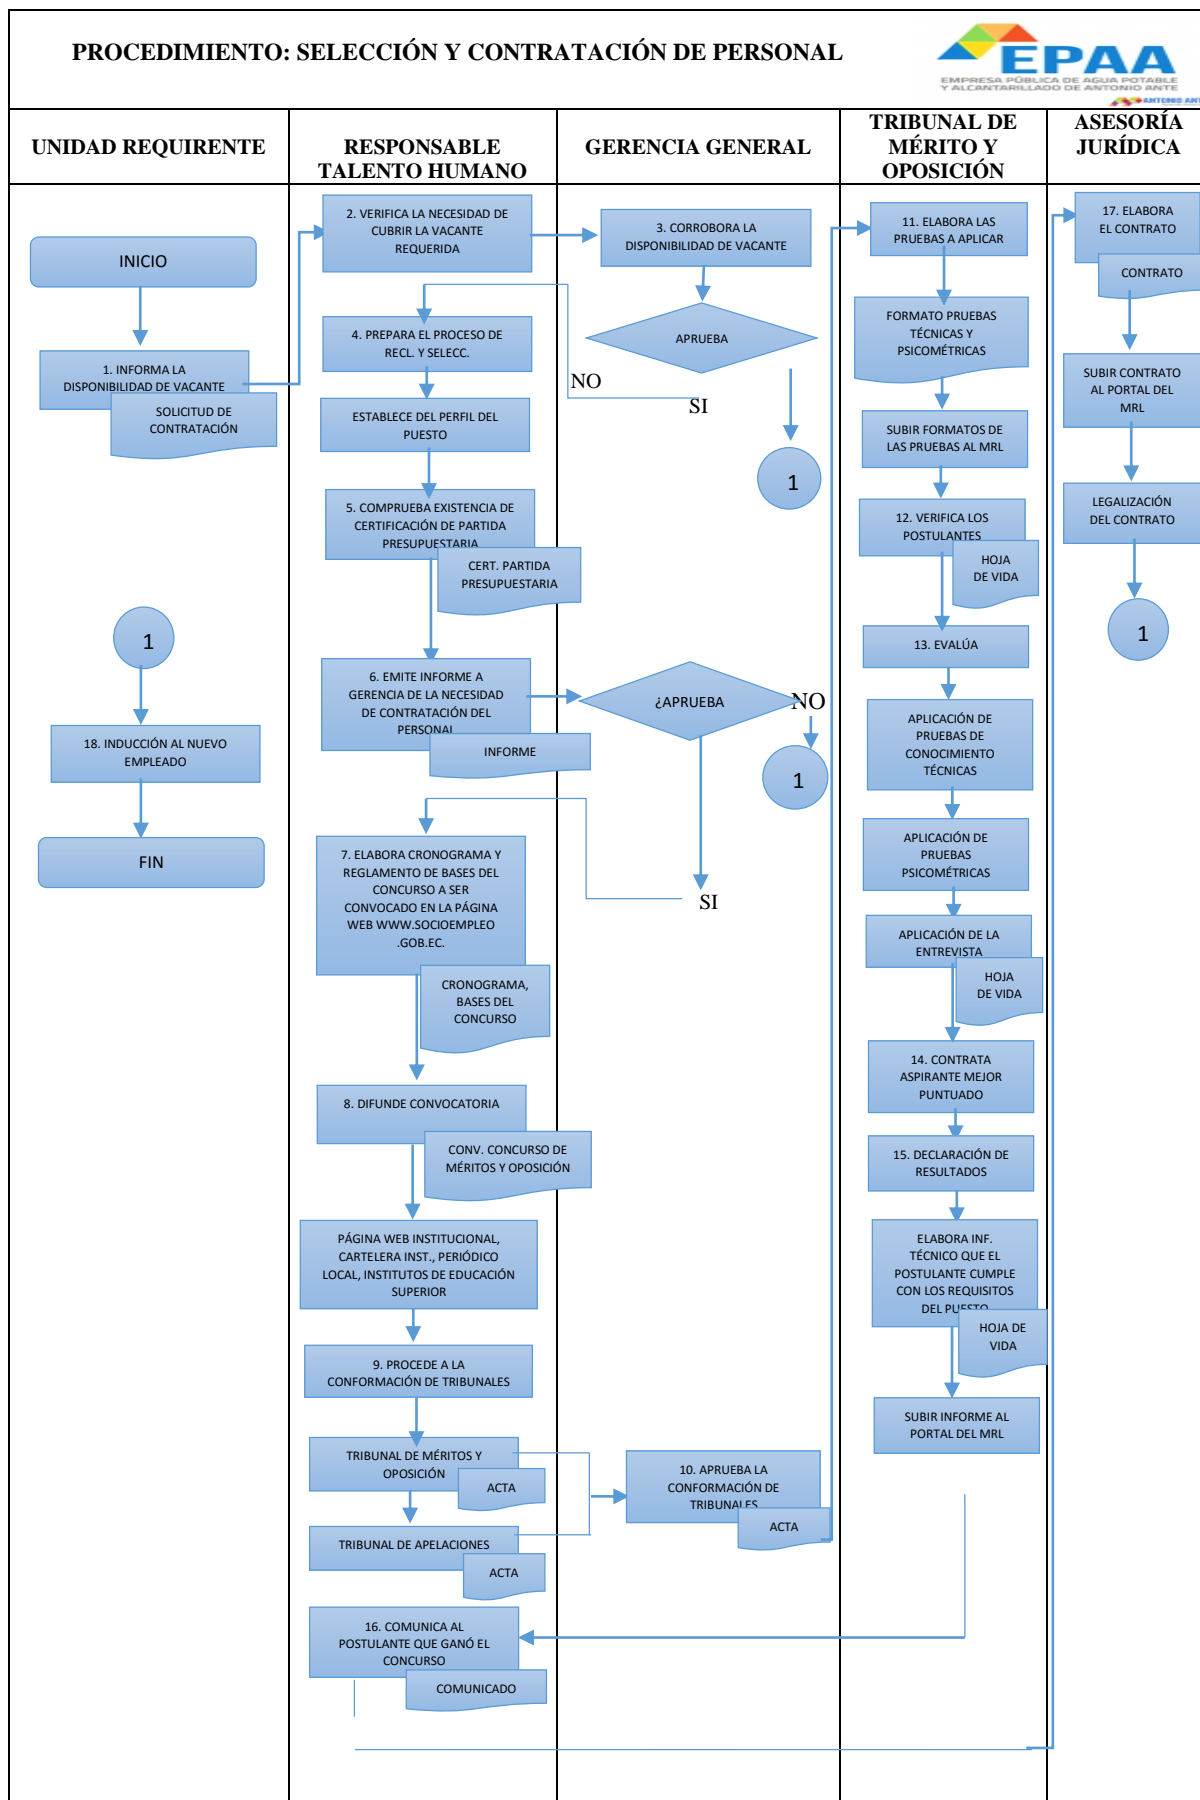 PROCEDIMIENTO: SELECCIÓN Y CONTRATACIÓN DE PERSONAL
EPAA
EMPRESA PÚBLICA DE AGUA POTABLE
Y ALCANTARILLADO DE ANTONIO ANTE
ANTONIO ANTE
UNIDAD REQUIRENTE
RESPONSABLE
TALENTO HUMANO
GERENCIA GENERAL
TRIBUNAL DE
MÉRITO Y
OPOSICIÓN
ASESORÍA
JURÍDICA
INICIO
1. INFORMA LA
DISPONIBILIDAD DE VACANTE
SOLICITUD DE
CONTRATACIÓN
1
18. INDUCCIÓN AL NUEVO
EMPLEADO
FIN
2. VERIFICA LA NECESIDAD DE
CUBRIR LA VACANTE
REQUERIDA
4. PREPARA EL PROCESO DE
RECL. Y SELECC.
ESTABLECE DEL PERFIL DEL
PUESTO
5. COMPRUEBA EXISTENCIA DE
CERTIFICACIÓN DE PARTIDA
PRESUPUESTARIA
CERT. PARTIDA
PRESUPUESTARIA
6. EMITE INFORME A
GERENCIA DE LA NECESIDAD
DE CONTRATACIÓN DEL
PERSONAL
INFORME
7. ELABORA CRONOGRAMA Y
REGLAMENTO DE BASES DEL
CONCURSO A SER
CONVOCADO EN LA PÁGINA
WEB WWW.SOCIOEMPLEO
.GOB.EC.
CRONOGRAMA,
BASES DEL
CONCURSO
8. DIFUNDE CONVOCATORIA
CONV. CONCURSO DE
MÉRITOS Y OPOSICIÓN
PÁGINA WEB INSTITUCIONAL,
CARTELERA INST., PERIÓDICO
LOCAL, INSTITUTOS DE EDUCACIÓN
SUPERIOR
9. PROCEDE A LA
CONFORMACIÓN DE TRIBUNALES
TRIBUNAL DE MÉRITOS Y
OPOSICIÓN
ACTA
TRIBUNAL DE APELACIONES
ACTA
16. COMUNICA AL
POSTULANTE QUE GANÓ EL
CONCURSO
COMUNICADO
3. CORROBORA LA
DISPONIBILIDAD DE VACANTE
APRUEBA
NO
SI
1
¿APRUEBA
NO
1
SI
10. APRUEBA LA
CONFORMACIÓN DE
TRIBUNALES
ACTA
11. ELABORA LAS
PRUEBAS A APLICAR
FORMATO PRUEBAS
TÉCNICAS Y
PSICOMÉTRICAS
SUBIR FORMATOS DE
LAS PRUEBAS AL MRL
12. VERIFICA LOS
POSTULANTES
HOJA
DE VIDA
13. EVALÚA
APLICACIÓN DE
PRUEBAS DE
CONOCIMIENTO
TÉCNICAS
APLICACIÓN DE
PRUEBAS
PSICOMÉTRICAS
APLICACIÓN DE LA
ENTREVISTA
HOJA
DE VIDA
14. CONTRATA
ASPIRANTE MEJOR
PUNTUADO
15. DECLARACIÓN DE
RESULTADOS
ELABORA INF.
TÉCNICO QUE EL
POSTULANTE CUMPLE
CON LOS REQUISITOS
DEL PUESTO
HOJA DE
VIDA
SUBIR INFORME AL
PORTAL DEL MRL
17. ELABORA
EL CONTRATO
CONTRATO
SUBIR CONTRATO
AL PORTAL DEL
MRL
LEGALIZACIÓN
DEL CONTRATO
1